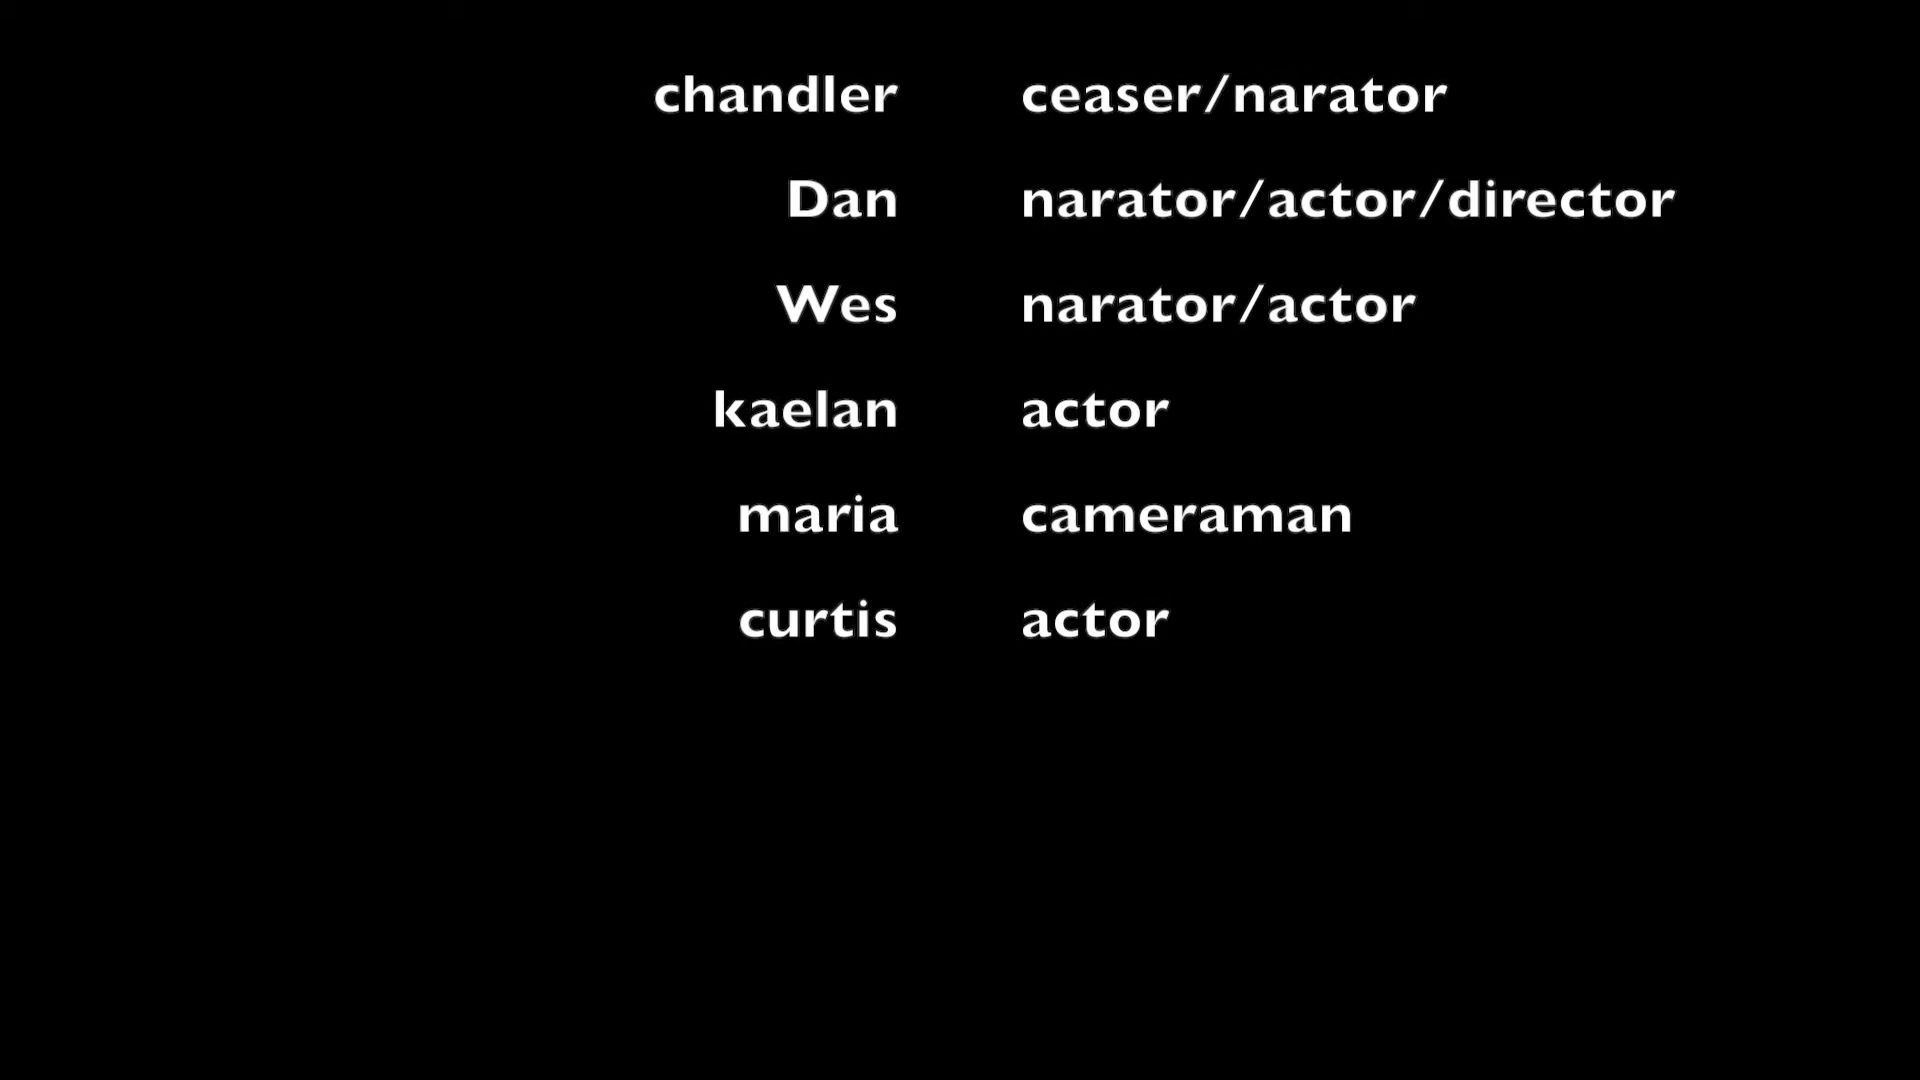 chandler ceaser/narator
Dan narator/actor/director
Wes narator/actor
kaelan actor
maria cameraman
curtis actor